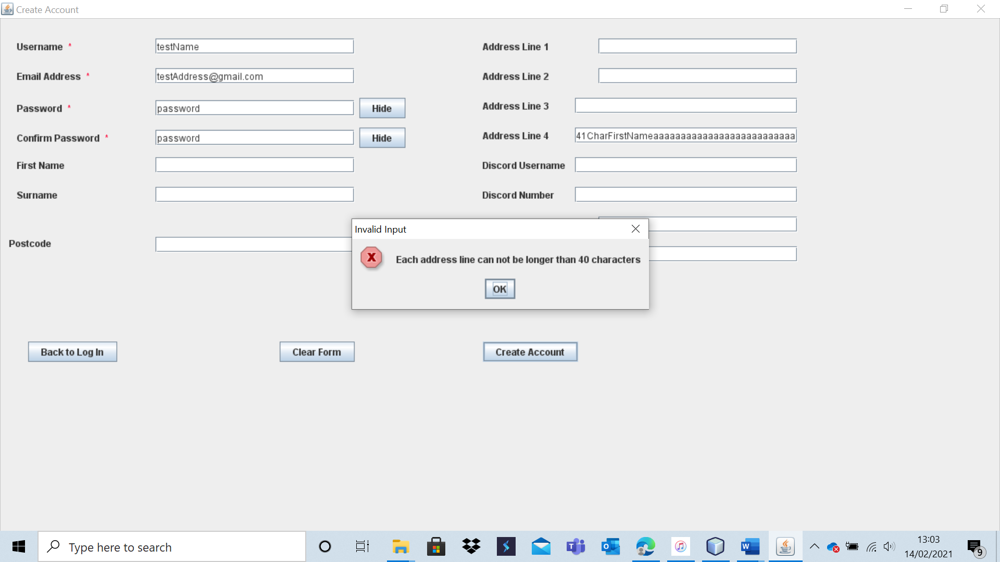 Create Account
Username *
testName
Email Address *
testAddress@gmail.com
Password *
password
Hide
Confirm Password *
password
Hide
First Name
Surname
Postcode
Address Line 1
Address Line 2
Address Line 3
Address Line 4
41CharFirstNameaaaaaaaaaaaaaaaaaaaaaaaaaa
Discord Username
Discord Number
Invalid Input
X
Each address line can not be longer than 40 characters
OK
Back to Log In
Clear Form
Create Account
Type here to search
13:03
14/02/2021
9